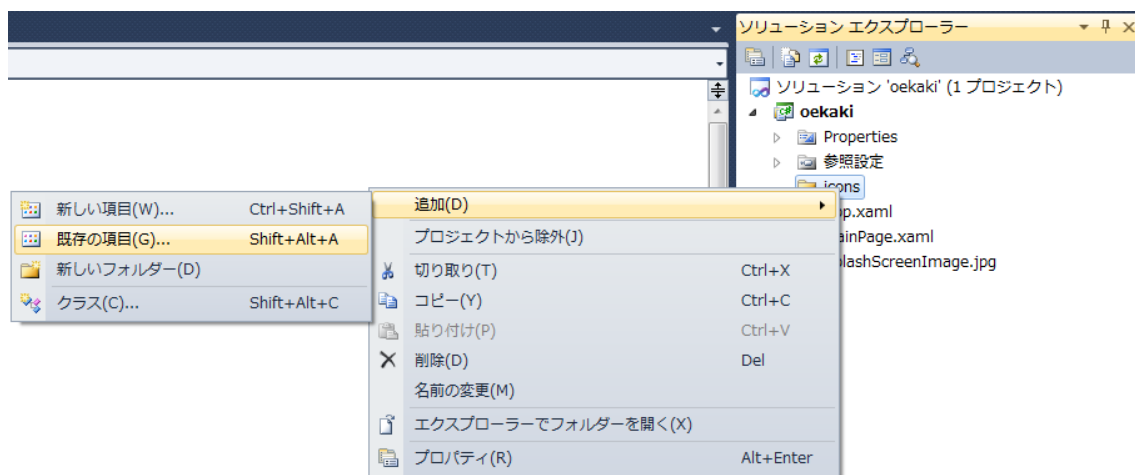 ソリューション エクスプローラー
ソリューション 'oekaki' (1 プロジェクト)
oekaki
Properties
参照設定
icons
p.xaml
ainPage.xaml
lashScreenImage.jpg
追加(D)
プロジェクトから除外(J)
切り取り(T) Ctrl+X
コピー(Y) Ctrl+C
貼り付け(P) Ctrl+V
削除(D) Del
名前の変更(M)
エクスプローラーでフォルダーを開く(X)
プロパティ(R) Alt+Enter
新しい項目(W)... Ctrl+Shift+A
既存の項目(G)... Shift+Alt+A
新しいフォルダー(D)
クラス(C)... Shift+Alt+C